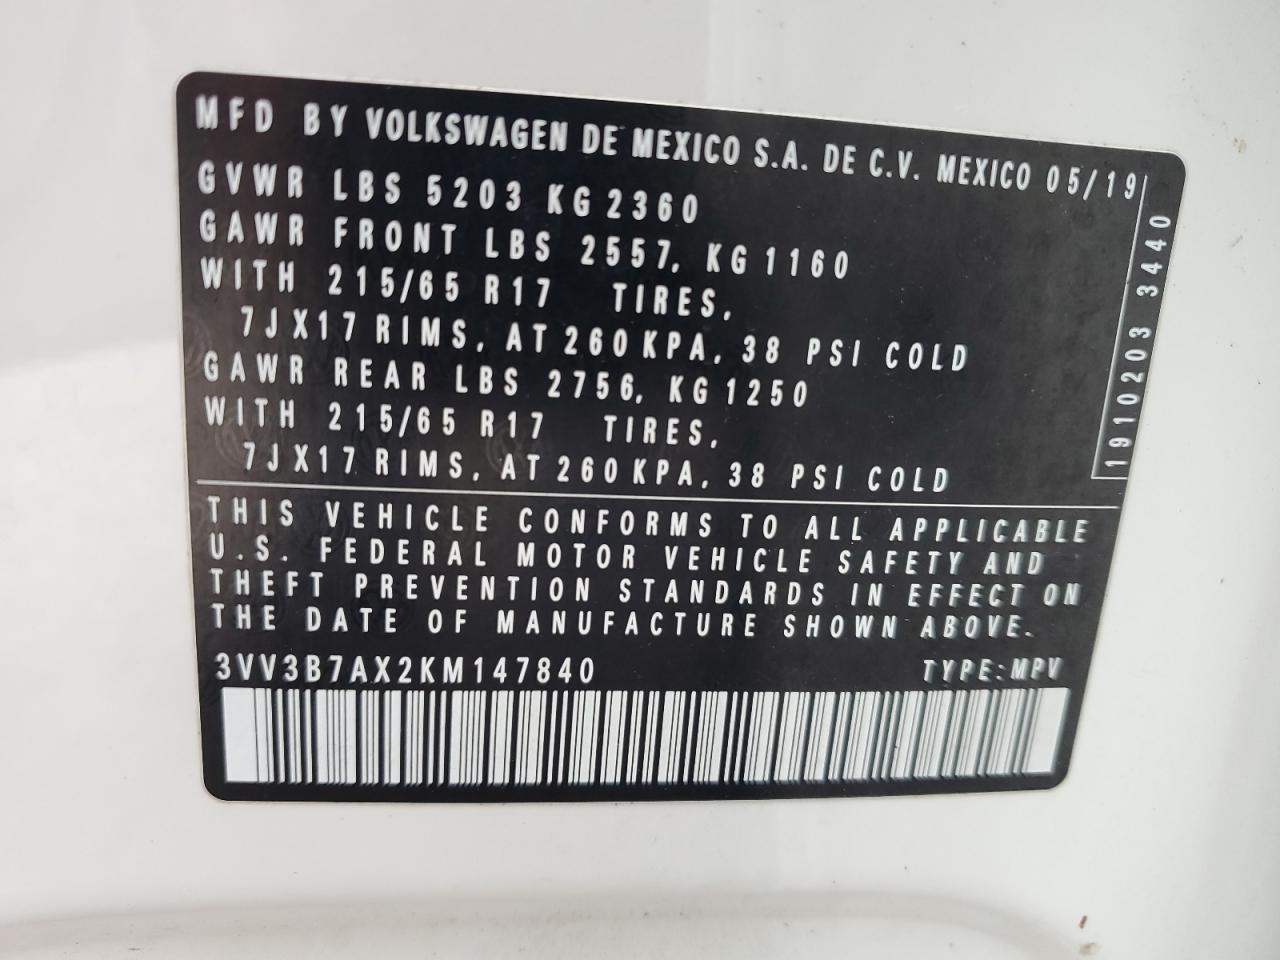 MFD BY VOLKSWAGEN DE MEXICO S.A. DE C.V. MEXICO 05/19
GVWR LBS 5203 KG 2360
GAWR FRONT LBS 2557, KG 1160
WITH 215/65 R17 TIRES,
7JX17 RIMS, AT 260 KPA, 38 PSI COLD
GAWR REAR LBS 2756, KG 1250
WITH 215/65 R17 TIRES,
7JX17 RIMS, AT 260 KPA, 38 PSI COLD
1910203 3440
THIS VEHICLE CONFORMS TO ALL APPLICABLE
U.S. FEDERAL MOTOR VEHICLE SAFETY AND
THEFT PREVENTION STANDARDS IN EFFECT ON
THE DATE OF MANUFACTURE SHOWN ABOVE.
3VV3B7AX2KM147840 TYPE: MPV